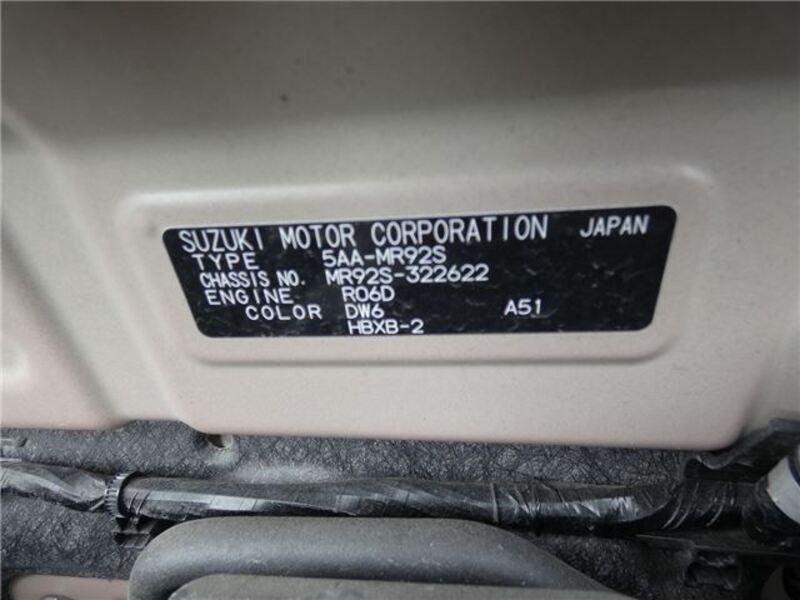 SUZUKI MOTOR CORPORATION JAPAN
TYPE 5AA-MR92S
CHASSIS NO. MR92S-322622
ENGINE R06D
COLOR DW6 A51
HBXB-2